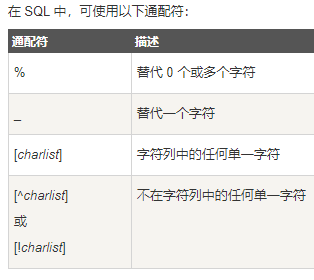 在 SQL 中，可使用以下通配符：
通配符 描述
% 替代 0 个或多个字符
_ 替代一个字符
[charlist] 字符列中的任何单一字符
[^charlist] 不在字符列中的任何单一字符
或
[!charlist]